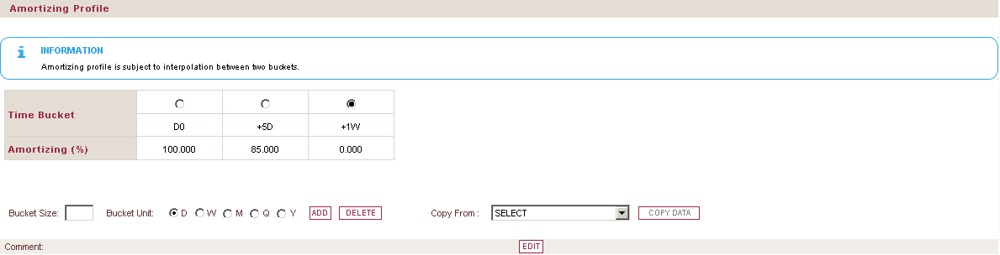 Amortizing Profile
i INFORMATION
Amortizing profile is subject to interpolation between two buckets.
Time Bucket
D0 +5D +1W
Amortizing (%) 100.000 85.000 0.000
Bucket Size: Bucket Unit: D W M Q Y ADD DELETE Copy From : SELECT COPY DATA
Comment: EDIT